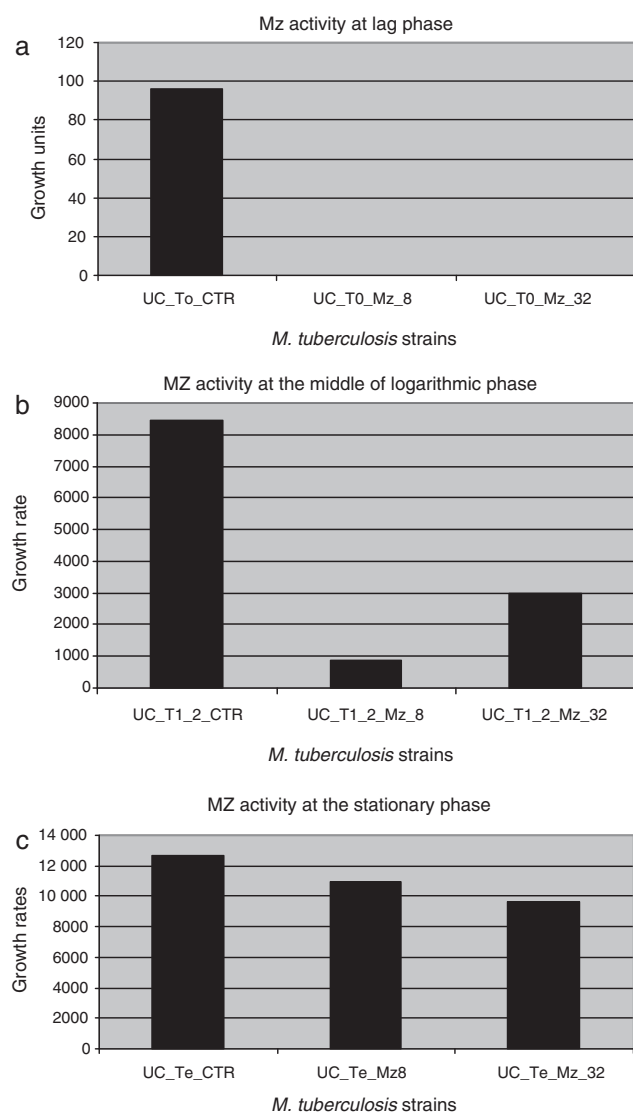 a
Mz activity at lag phase
120
100
80
60
40
20
0
Growth units
UC_To_CTR UC_T0_Mz_8 UC_T0_Mz_32
M. tuberculosis strains
b
MZ activity at the middle of logarithmic phase
9000
8000
7000
6000
5000
4000
3000
2000
1000
0
Growth rate
UC_T1_2_CTR UC_T1_2_Mz_8 UC_T1_2_Mz_32
M. tuberculosis strains
c
MZ activity at the stationary phase
14 000
12 000
10 000
8000
6000
4000
2000
0
Growth rates
UC_Te_CTR UC_Te_Mz8 UC_Te_Mz_32
M. tuberculosis strains